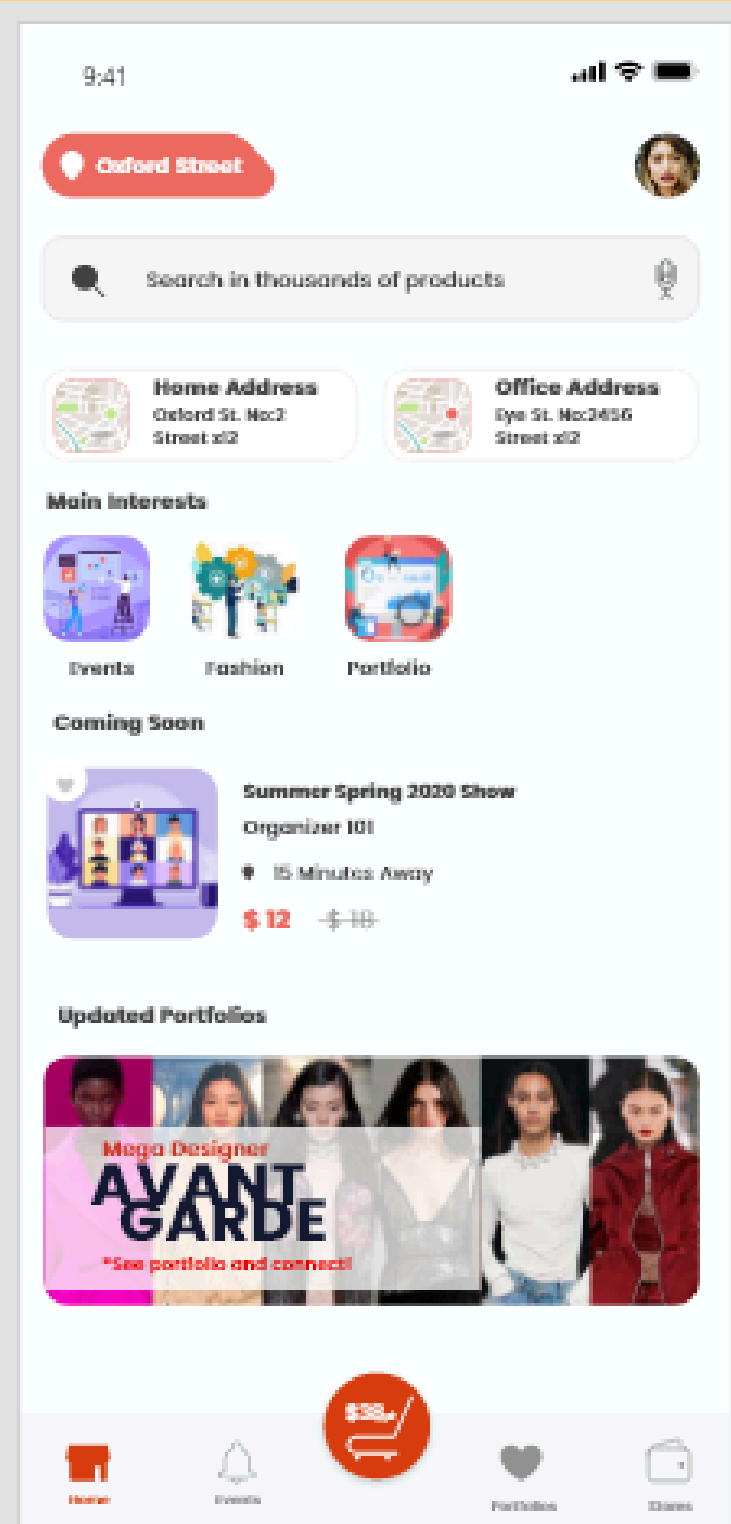 9:41
Oxford Street
Search in thousands of products
Home Address
Oxford St. No:2
Street x12
Office Address
Eye St. No:2456
Street x12
Main Interests
Events
Fashion
Portfolio
Coming Soon
Summer Spring 2020 Show
Organizer 101
15 Minutes Away
$ 12 $ 18
Updated Portfolios
Mega Designer
AVANT
GARDE
*See portfolio and connect!
Home
Events
Portfolios
Stores